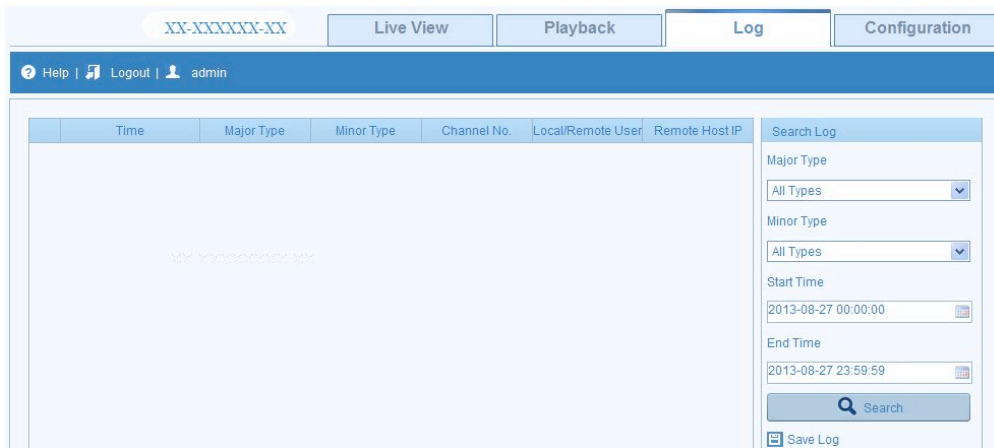 XX-XXXXXX-XX Live View Playback Log Configuration
Help | Logout | admin
Time Major Type Minor Type Channel No. Local/Remote User Remote Host IP Search Log
Major Type
All Types
Minor Type
All Types
Start Time
2013-08-27 00:00:00
End Time
2013-08-27 23:59:59
Search
Save Log